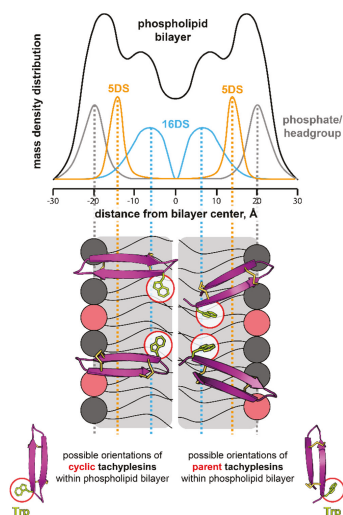 phospholipid
bilayer
mass density distribution
5DS
5DS
16DS
phosphate/
headgroup
-30 -20 -10 0 10 20 30
distance from bilayer center, Å
possible orientations of
cyclic tachyplesins
within phospholipid bilayer
possible orientations of
parent tachyplesins
within phospholipid bilayer
Trp
Trp